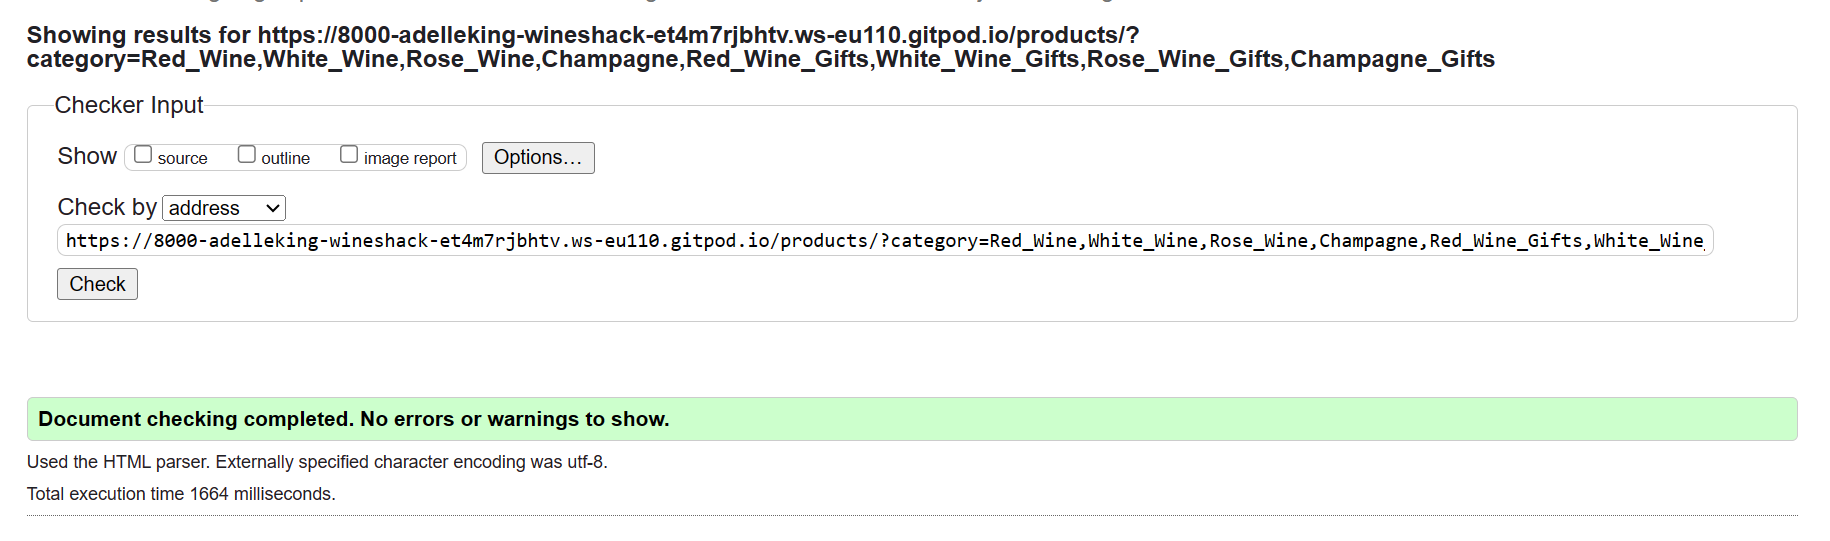 Showing results for https://8000-adelleking-wineshack-et4m7rjbhtv.ws-eu110.gitpod.io/products/?
category=Red_Wine,White_Wine,Rose_Wine,Champagne,Red_Wine_Gifts,White_Wine_Gifts,Rose_Wine_Gifts,Champagne_Gifts
Checker Input
Show source outline image report Options...
Check by address
https://8000-adelleking-wineshack-et4m7rjbhtv.ws-eu110.gitpod.io/products/?category=Red_Wine,White_Wine,Rose_Wine,Champagne,Red_Wine_Gifts,White_Wine
Check
Document checking completed. No errors or warnings to show.
Used the HTML parser. Externally specified character encoding was utf-8.
Total execution time 1664 milliseconds.